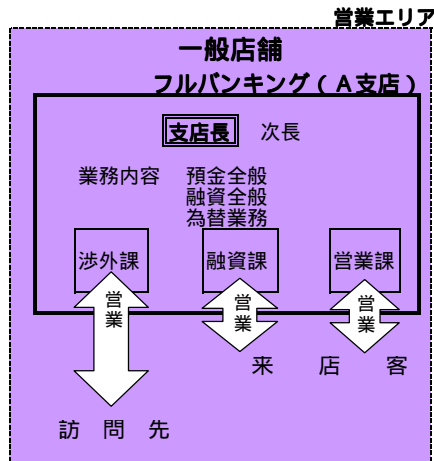 営業エリア
一般店舗
フルバンキング（Ａ支店）
支店長 次長
業務内容 預金全般
融資全般
為替業務
渉外課 融資課 営業課
営業 営業 営業
来 店 客
訪 問 先